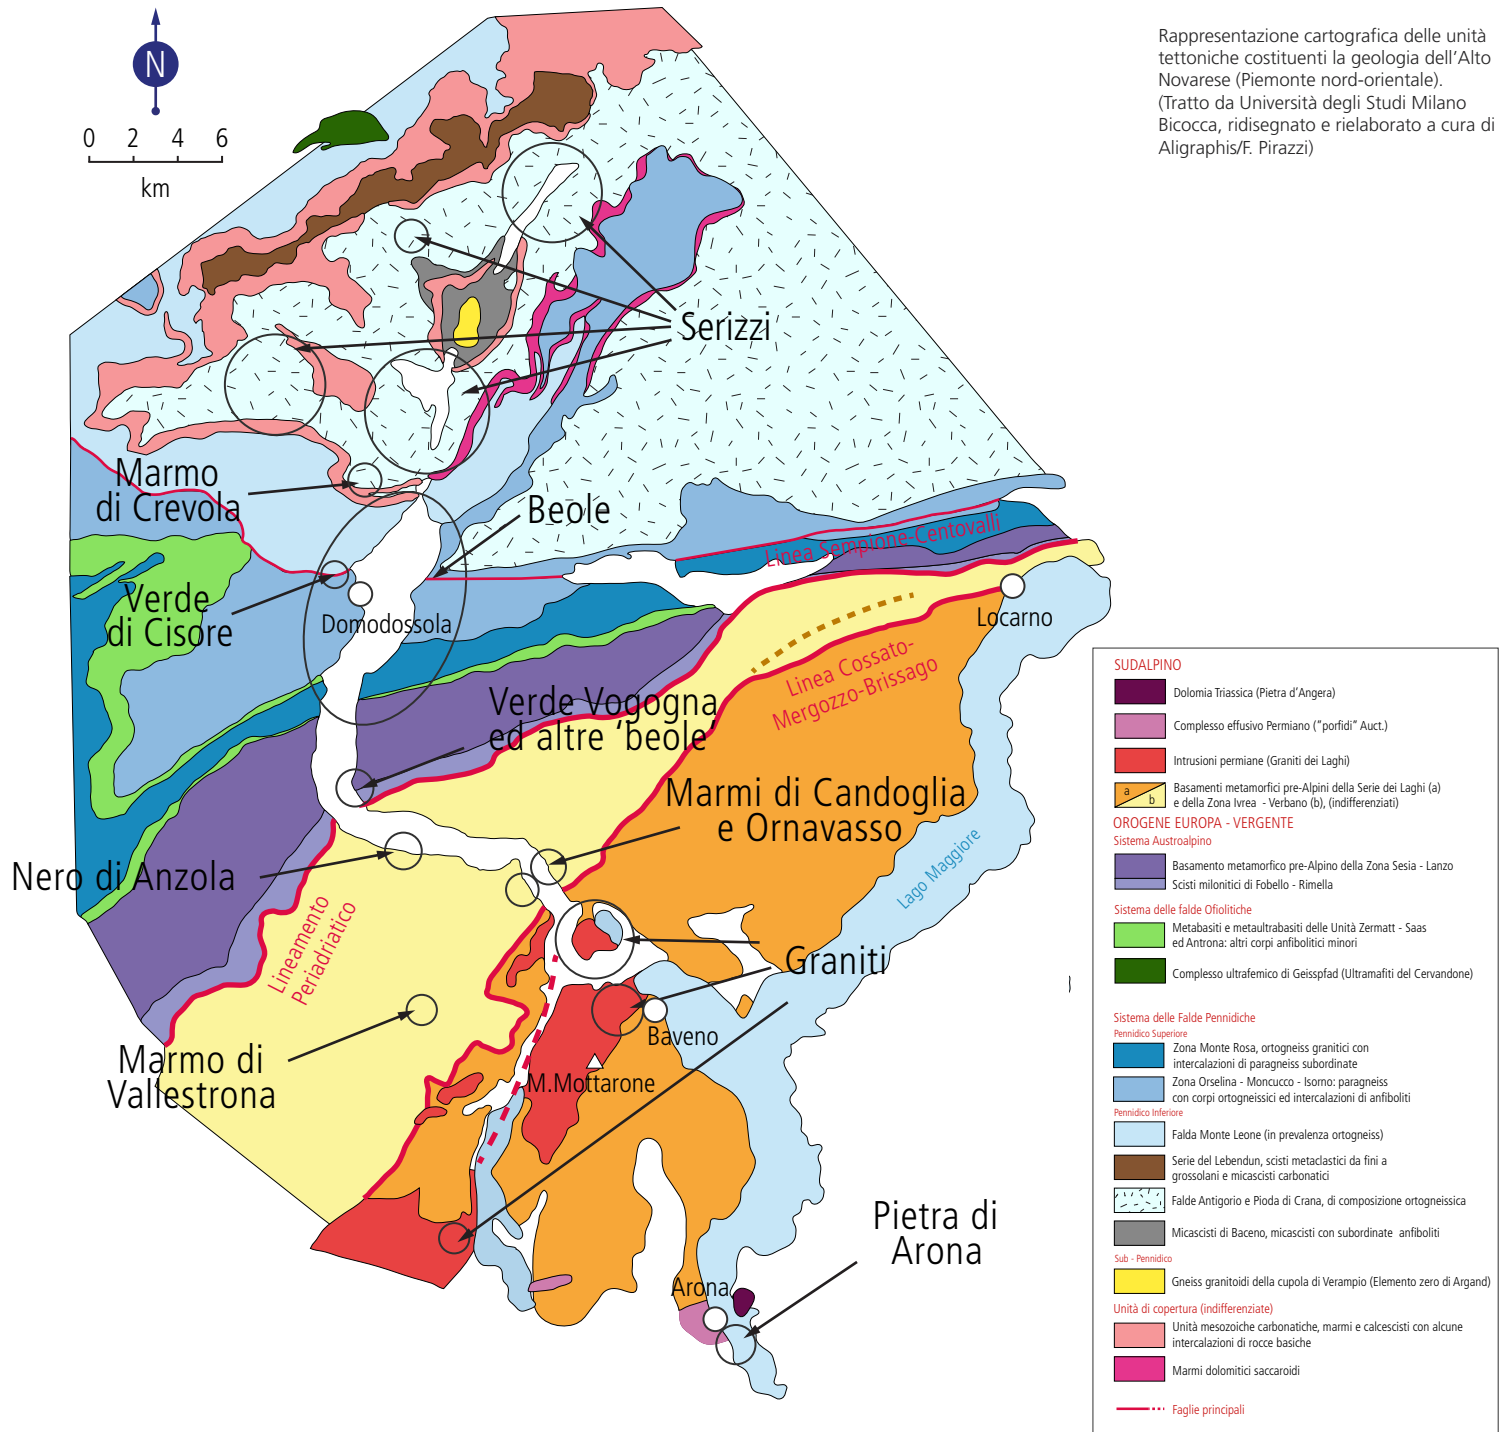 Rappresentazione cartografica delle unità
tettoniche costituenti la geologia dell'Alto
Novarese (Piemonte nord-orientale).
(Tratto da Università degli Studi Milano
Bicocca, ridisegnato e rielaborato a cura di
Aligraphis/F. Pirazzi)
N
0 2 4 6
km
Serizzi
Marmo
di Crevola
Beole
Linea Sempione-Centovalli
Verde
di Cisore
Domodossola
Locarno
Linea Cossato-
Mergozzo-Brissago
Verde Vogogna
ed altre 'beole'
Marmi di Candoglia
e Ornavasso
Nero di Anzola
Lago Maggiore
Lineamento
Periadriatico
Graniti
Baveno
Marmo di
Vallestrona
M.Mottarone
Pietra di
Arona
Arona
SUDALPINO
Dolomia Triassica (Pietra d'Angera)
Complesso effusivo Permiano ("porfidi" Auct.)
Intrusioni permiane (Graniti dei Laghi)
a
b
Basamenti metamorfici pre-Alpini della Serie dei Laghi (a)
e della Zona Ivrea - Verbano (b), (indifferenziati)
OROGENE EUROPA - VERGENTE
Sistema Austroalpino
Basamento metamorfico pre-Alpino della Zona Sesia - Lanzo
Scisti milonitici di Fobello - Rimella
Sistema delle falde Ofiolitiche
Metabasiti e metaultrabasiti delle Unità Zermatt - Saas
ed Antrona: altri corpi anfibolitici minori
Complesso ultrafemico di Geisspfad (Ultramafiti del Cervandone)
Sistema delle Falde Pennidiche
Pennidico Superiore
Zona Monte Rosa, ortogneiss granitici con
intercalazioni di paragneiss subordinate
Zona Orselina - Moncucco - Isorno: paragneiss
con corpi ortogneissici ed intercalazioni di anfiboliti
Pennidico Inferiore
Falda Monte Leone (in prevalenza ortogneiss)
Serie del Lebendun, scisti metaclastici da fini a
grossolani e micascisti carbonatici
Falde Antigorio e Pioda di Crana, di composizione ortogneissica
Micascisti di Baceno, micascisti con subordinate anfiboliti
Sub - Pennidico
Gneiss granitoidi della cupola di Verampio (Elemento zero di Argand)
Unità di copertura (indifferenziate)
Unità mesozoiche carbonatiche, marmi e calcescisti con alcune
intercalazioni di rocce basiche
Marmi dolomitici saccaroidi
Faglie principali